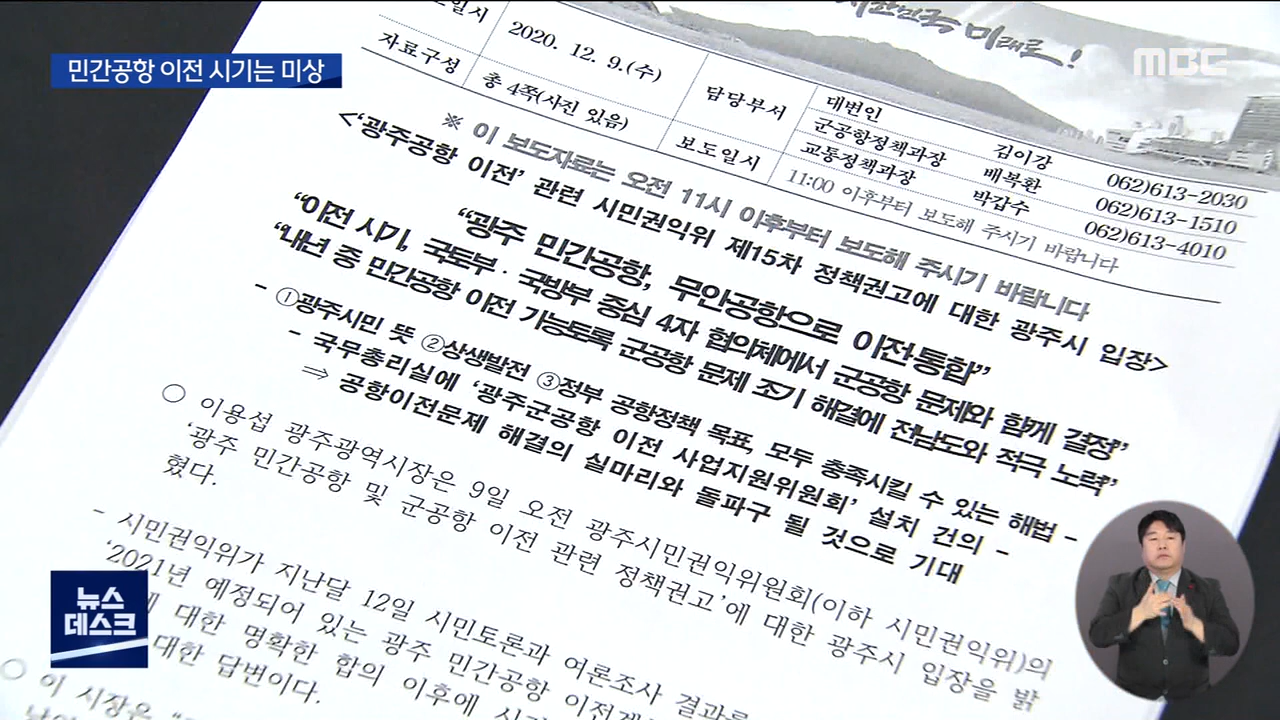 민간공항 이전 시기는 미상
MBC
미래로!
일시
2020. 12. 9.(수)
자료구성
총 4쪽(사진 있음)
담당부서
대변인 김이강 062)613-2030
군공항정책과장 배복환 062)613-1510
교통정책과장 박갑수 062)613-4010
보도일시
11:00 이후부터 보도해 주시기 바랍니다
※ 이 보도자료는 오전 11시 이후부터 보도해 주시기 바랍니다
<'광주공항 이전' 관련 시민권익위 제15차 정책권고에 대한 광주시 입장>
“광주 민간공항, 무안공항으로 이전·통합”
“이전 시기, 국토부·국방부 중심 4자 협의체에서 군공항 문제와 함께 결정”
“내년 중 민간공항 이전 가능토록 군공항 문제 조기 해결에 전남도와 적극 노력”
- ①광주시민 뜻 ②상생발전 ③정부 공항정책 목표, 모두 충족시킬 수 있는 해법 -
- 국무총리실에 '광주군공항 이전 사업지원위원회' 설치 건의 -
⇒ 공항이전문제 해결의 실마리와 돌파구 될 것으로 기대
○ 이용섭 광주광역시장은 9일 오전 광주시민권익위원회(이하 시민권익위)의
'광주 민간공항 및 군공항 이전 관련 정책권고'에 대한 광주시 입장을 밝
혔다.
- 시민권익위가 지난달 12일 시민토론과 여론조사 결과로
'2021년 예정되어 있는 광주 민간공항
대한 명확한 합의 이후에
대한 답변이다.
○ 이 시장은
뉴스
데스크